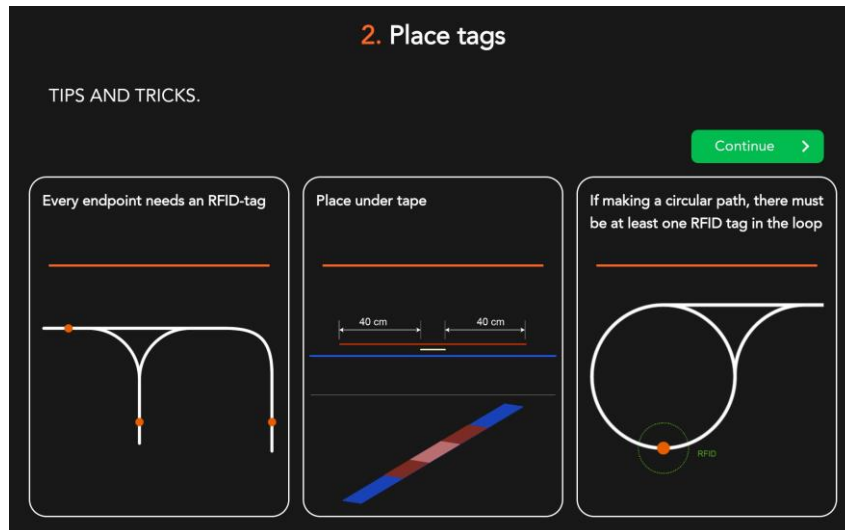 2. Place tags
TIPS AND TRICKS.
Continue
Every endpoint needs an RFID-tag
Place under tape
40 cm
40 cm
If making a circular path, there must
be at least one RFID tag in the loop
RFID